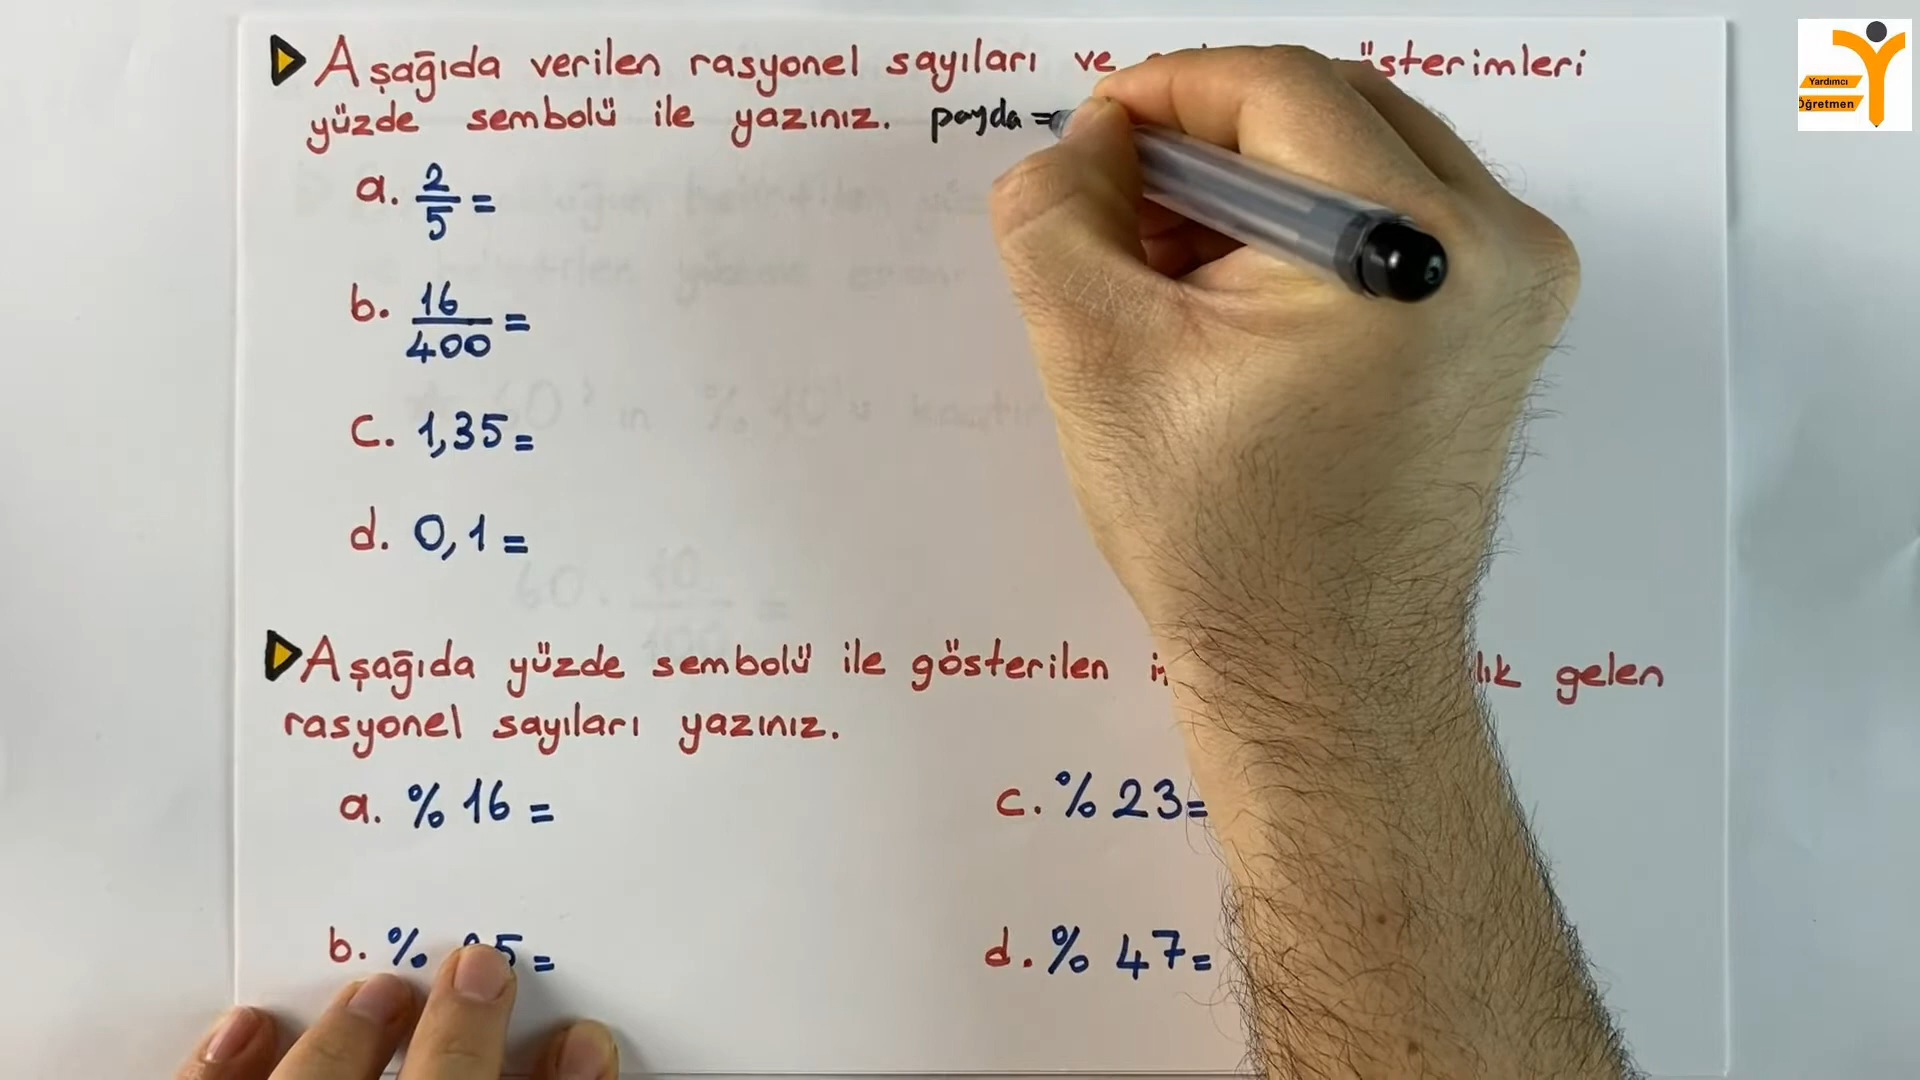 Aşağıda verilen rasyonel sayıları ve
yüzde sembolü ile yazınız. payda =
a. 2/5 =
b. 16/400 =
c. 1,35 =
d. 0,1 =
Aşağıda yüzde sembolü ile gösterilen gelen
rasyonel sayıları yazınız.
a. % 16 =
c. % 23 =
b. % =
d. % 47 =
Yardımcı
Öğretmen